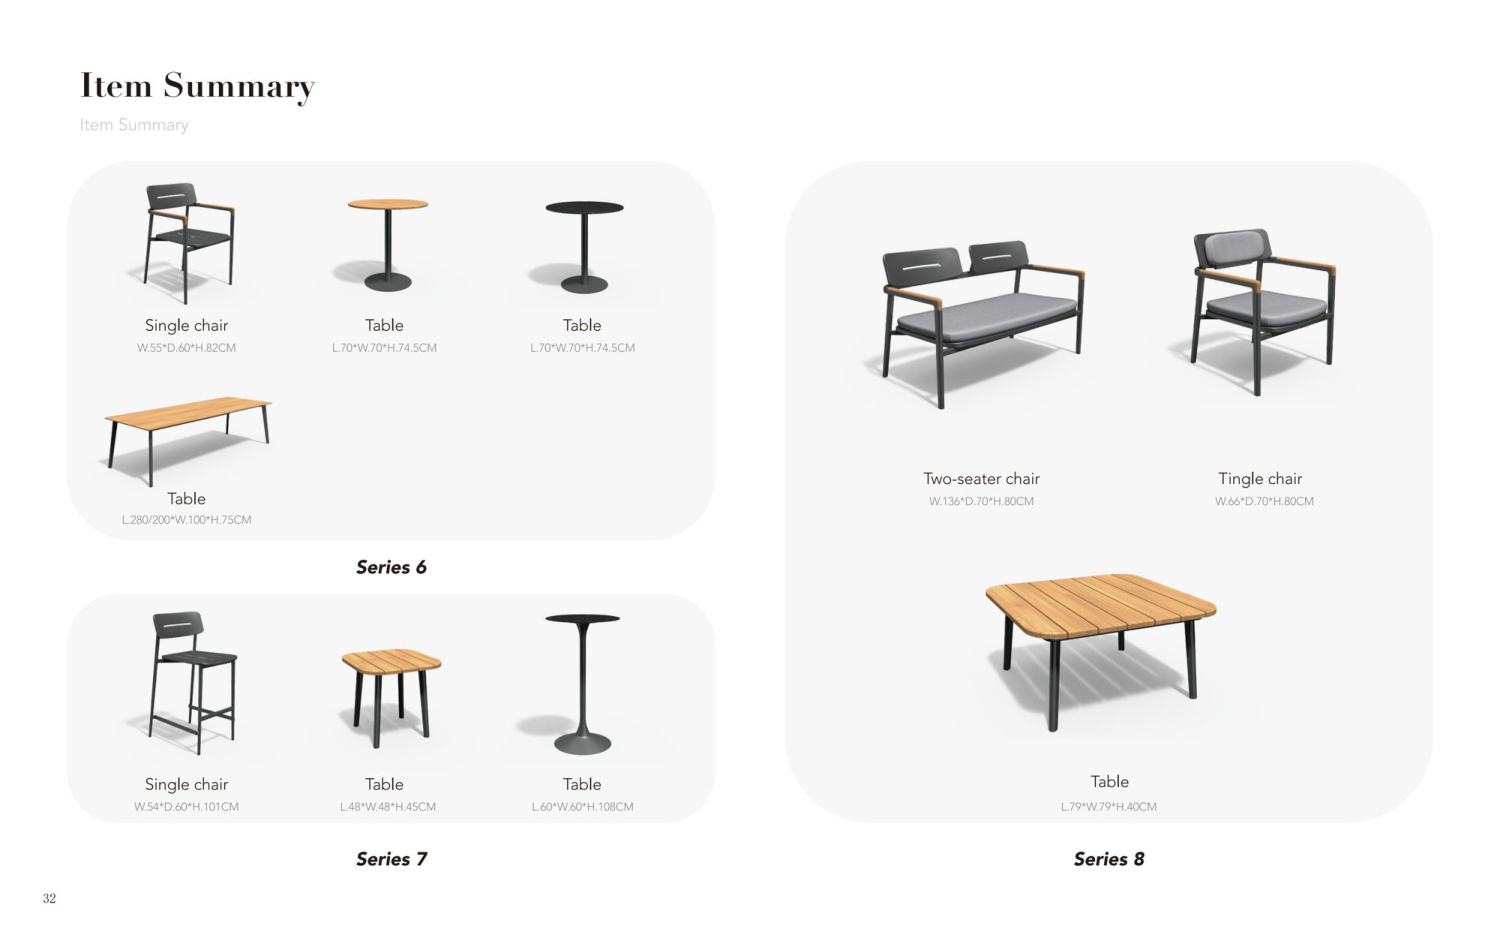 Item Summary
Item Summary
Single chair
W.55*D.60*H.82CM
Table
L.70*W.70*H.74.5CM
Table
L.70*W.70*H.74.5CM
Table
L.280/200*W.100*H.75CM
Series 6
Single chair
W.54*D.60*H.101CM
Table
L.48*W.48*H.45CM
Table
L.60*W.60*H.108CM
Series 7
Two-seater chair
W.136*D.70*H.80CM
Tingle chair
W.66*D.70*H.80CM
Table
L.79*W.79*H.40CM
Series 8
32